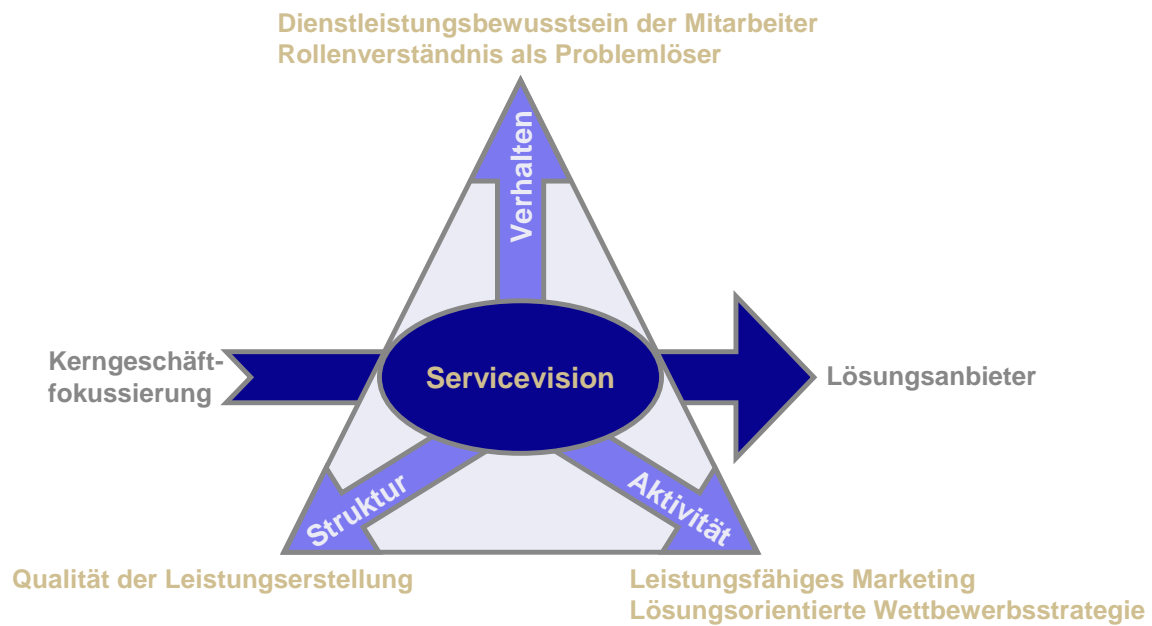 Dienstleistungsbewusstsein der Mitarbeiter
Rollenverständnis als Problemlöser
Verhalten
Kerngeschäft-
fokussierung
Servicevision
Lösungsanbieter
Struktur
Aktivität
Qualität der Leistungserstellung
Leistungsfähiges Marketing
Lösungsorientierte Wettbewerbsstrategie